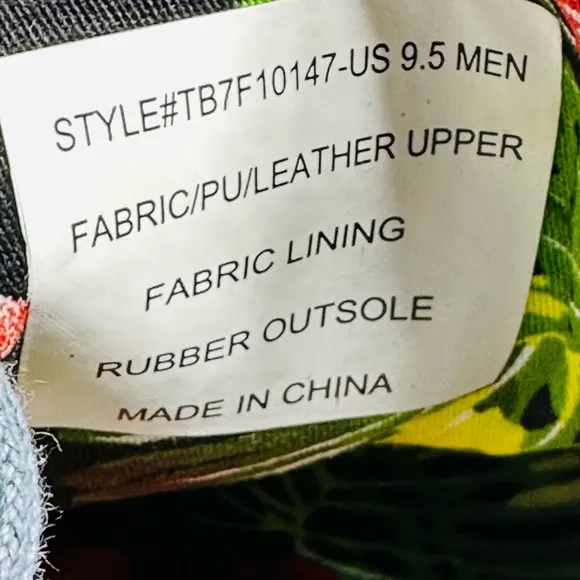 STYLE#TB7F10147-US 9.5 MEN
FABRIC/PU/LEATHER UPPER
FABRIC LINING
RUBBER OUTSOLE
MADE IN CHINA